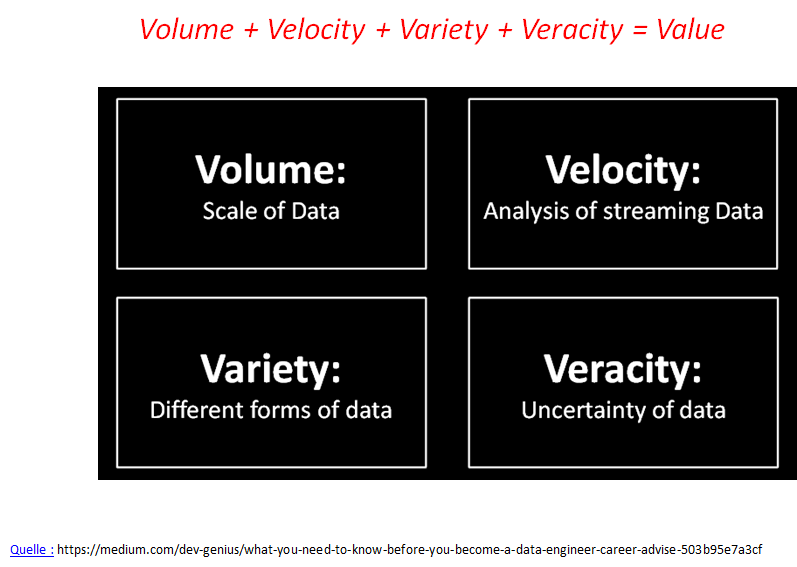 Volume + Velocity + Variety + Veracity = Value
Volume:
Scale of Data
Velocity:
Analysis of streaming Data
Variety:
Different forms of data
Veracity:
Uncertainty of data
Quelle : https://medium.com/dev-genius/what-you-need-to-know-before-you-become-a-data-engineer-career-advise-503b95e7a3cf